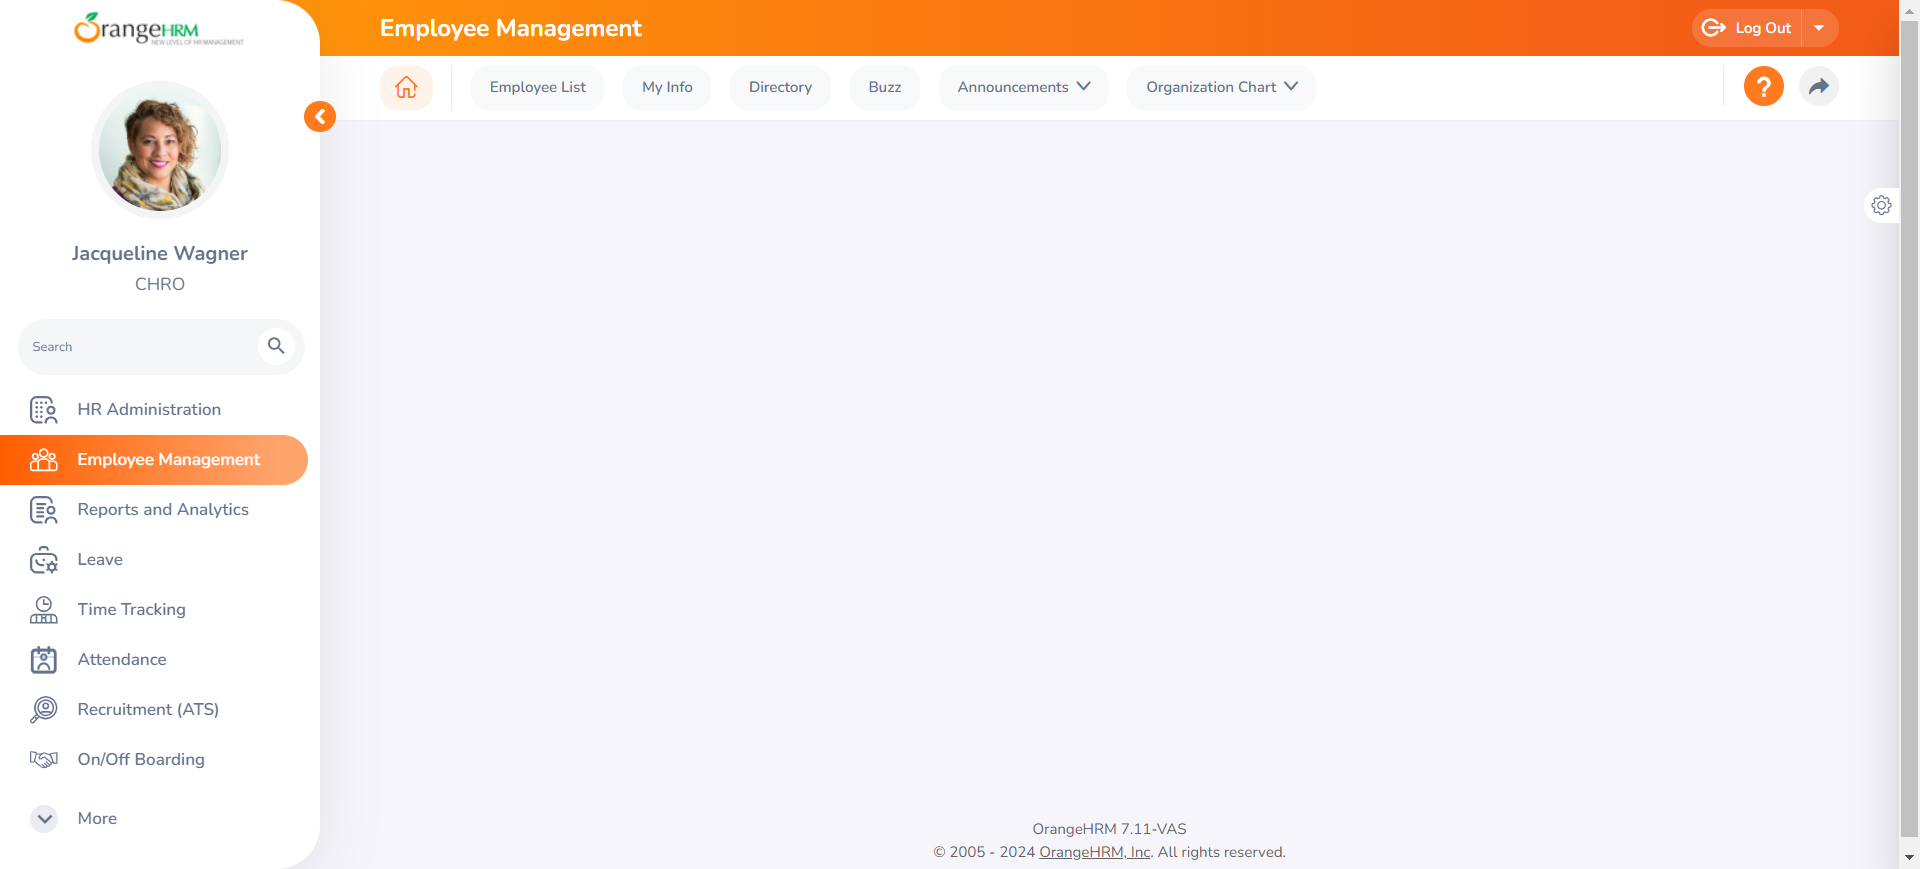 OrangeHRM
NEW LEVEL OF HR MANAGEMENT
Employee Management
Log Out
Employee List
My Info
Directory
Buzz
Announcements
Organization Chart
?
Jacqueline Wagner
CHRO
Search
HR Administration
Employee Management
Reports and Analytics
Leave
Time Tracking
Attendance
Recruitment (ATS)
On/Off Boarding
More
OrangeHRM 7.11-VAS
© 2005 - 2024 OrangeHRM, Inc. All rights reserved.